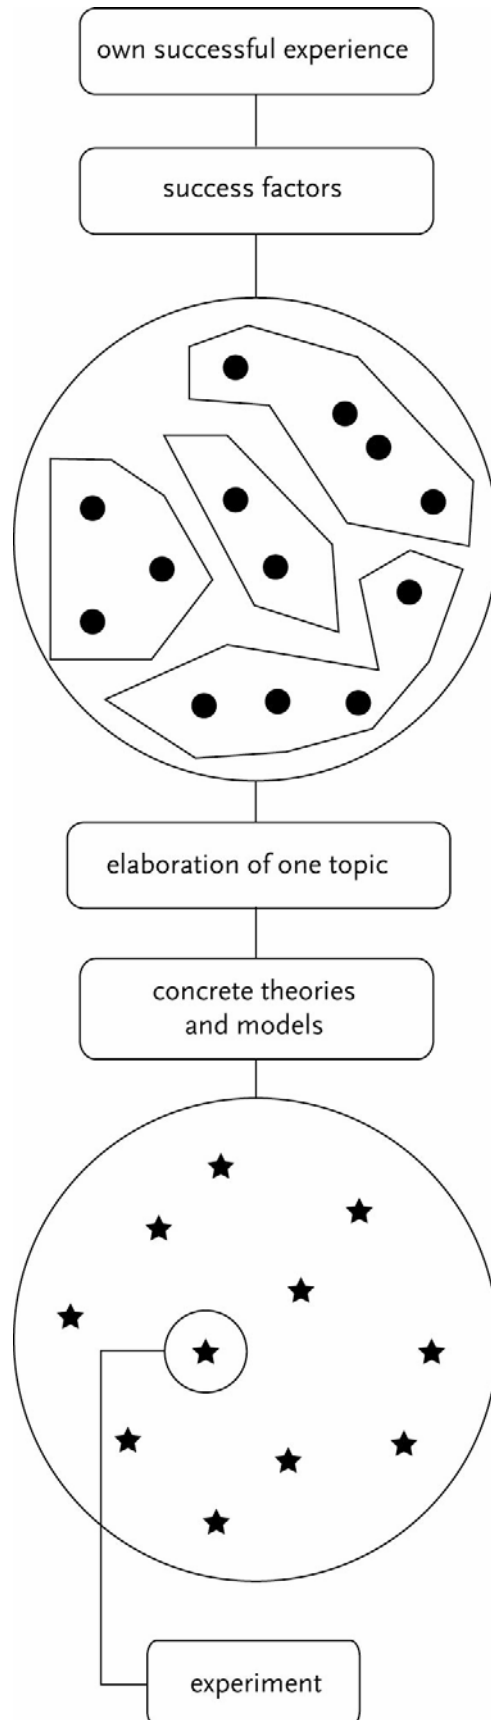 own successful experience
success factors
elaboration of one topic
concrete theories
and models
experiment